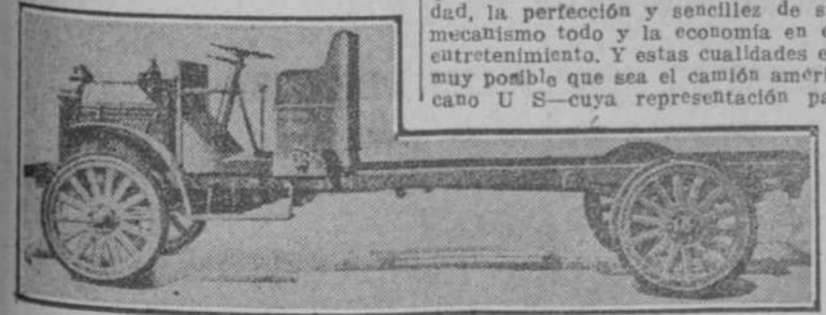 dad, la perfección y sencillez de s
mecanismo todo y la economía en e
entretenimiento. Y estas cualidades e
muy posible que sea el camión améri
cano U S—cuya representación pa